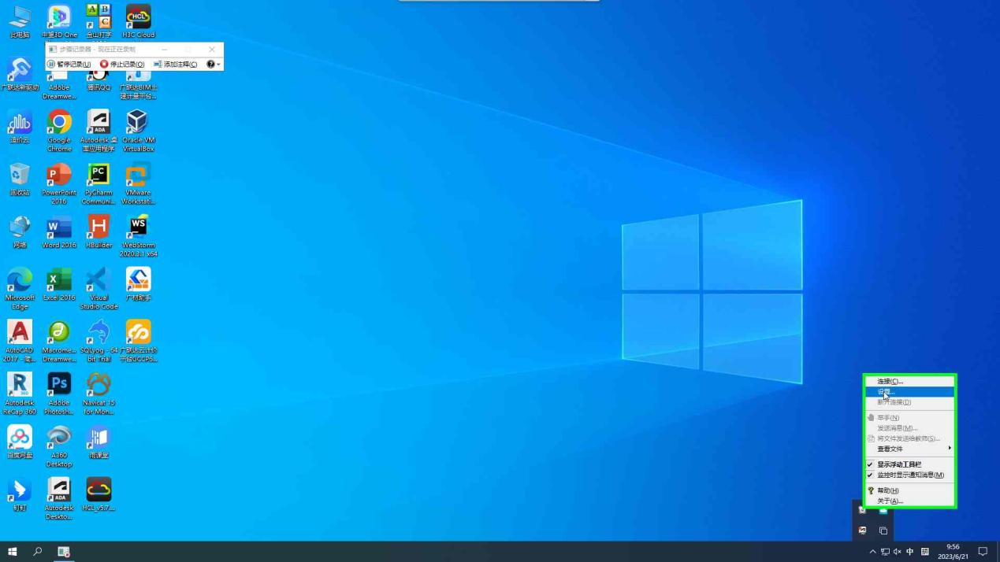 此电脑
中望3D One
金山打字
H3C Cloud
步骤记录器 - 现在正在录制
暂停记录(U)
停止记录(O)
添加注释(C)
广联达新驱动
Adobe
Dreamwe...
腾讯QQ
广联达BIM土
建计量平台...
造价云
Google
Chrome
Autodesk 桌
面应用程序
Oracle VM
VirtualBox
回收站
PowerPoint
2016
PyCharm
Communi...
VMware
Workstati...
网络
Word 2016
HBuilder
WebStorm
2020.3.1 x64
Microsoft
Edge
Excel 2016
Visual
Studio Code
广材助手
AutoCAD
2017 - 简...
Macrome...
Dreamwe...
SQLyog - 64
bit Trial
广联达云计价
平台GCCP6...
Autodesk
ReCap 360
Adobe
Photosh...
Navicat 15
for Mon...
百度网盘
A360
Desktop
雨课堂
钉钉
Autodesk
Deskto...
HCL_v5.7...
连接(C)...
设置...
断开连接(D)
举手(N)
发送消息(M)...
将文件发送给教师(S)...
查看文件
显示浮动工具栏
监控时显示通知消息(M)
帮助(H)
关于(A)...
中
9:56
2023/6/21